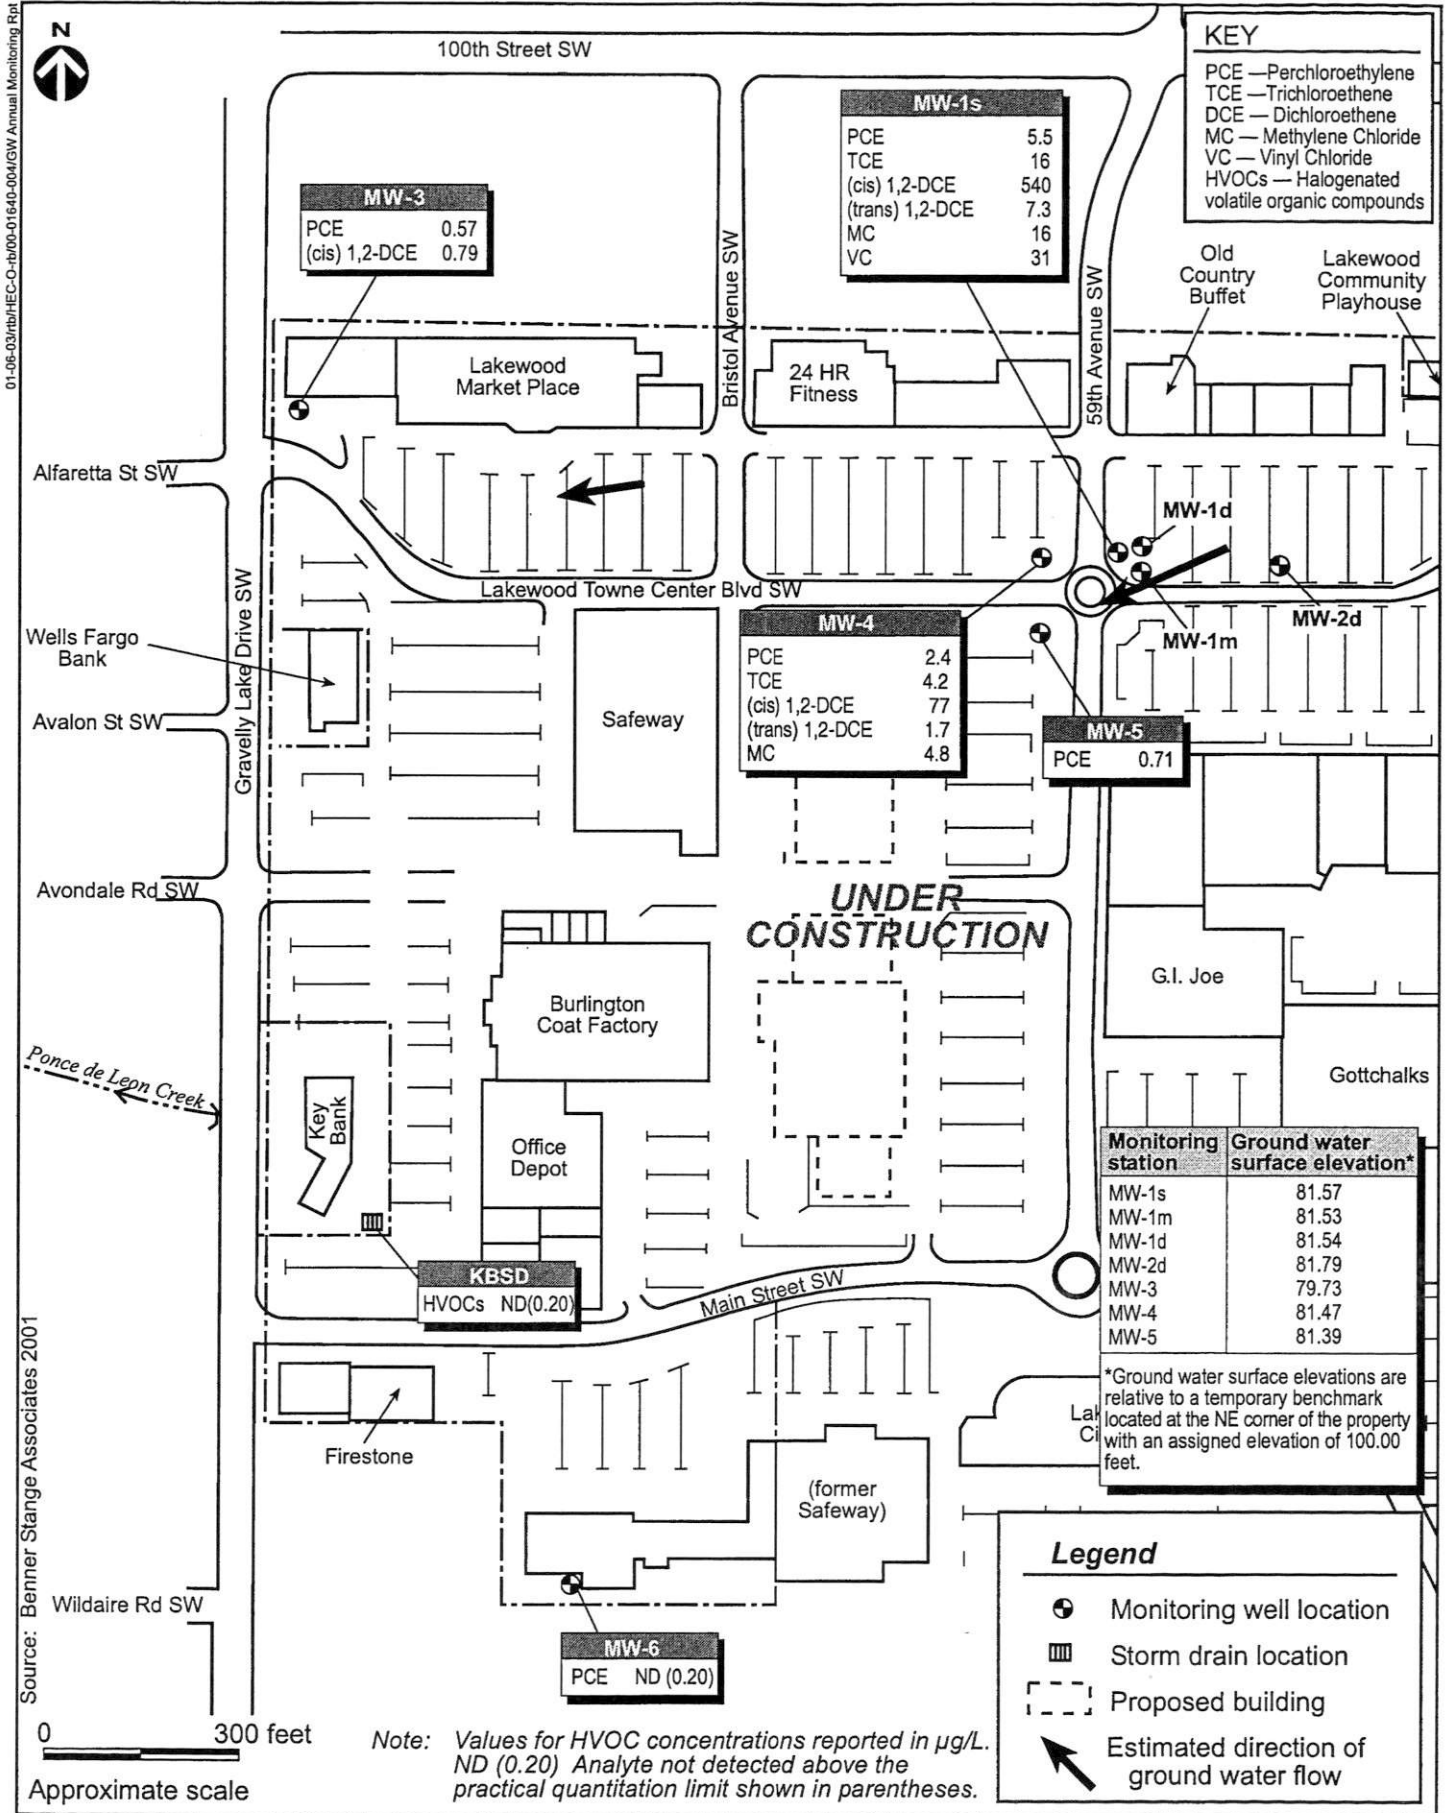 01-06-03/rtb/HEC-O-rb/00-01640-004/GW Annual Monitoring Rpt
N
100th Street SW
KEY
PCE —Perchloroethylene
TCE —Trichloroethene
DCE — Dichloroethene
MC — Methylene Chloride
VC — Vinyl Chloride
HVOCs — Halogenated
volatile organic compounds
MW-1s
PCE 5.5
TCE 16
(cis) 1,2-DCE 540
(trans) 1,2-DCE 7.3
MC 16
VC 31
MW-3
PCE 0.57
(cis) 1,2-DCE 0.79
Bristol Avenue SW
59th Avenue SW
Old
Country
Buffet
Lakewood
Community
Playhouse
Lakewood
Market Place
24 HR
Fitness
Alfaretta St SW
MW-1d
Lakewood Towne Center Blvd SW
MW-2d
MW-1m
Wells Fargo
Bank
Gravelly Lake Drive SW
MW-4
PCE 2.4
TCE 4.2
(cis) 1,2-DCE 77
(trans) 1,2-DCE 1.7
MC 4.8
Avalon St SW
Safeway
MW-5
PCE 0.71
Avondale Rd SW
UNDER
CONSTRUCTION
G.I. Joe
Burlington
Coat Factory
Ponce de Leon Creek
Gottchalks
Key
Bank
Office
Depot
Monitoring station Ground water surface elevation*
MW-1s 81.57
MW-1m 81.53
MW-1d 81.54
MW-2d 81.79
MW-3 79.73
MW-4 81.47
MW-5 81.39
*Ground water surface elevations are
relative to a temporary benchmark
located at the NE corner of the property
with an assigned elevation of 100.00
feet.
KBSD
HVOCs ND(0.20)
Main Street SW
Firestone
Lak
Ci
(former
Safeway)
Source: Benner Stange Associates 2001
Wildaire Rd SW
MW-6
PCE ND (0.20)
Legend
Monitoring well location
Storm drain location
Proposed building
Estimated direction of
ground water flow
0 300 feet
Approximate scale
Note: Values for HVOC concentrations reported in µg/L.
ND (0.20) Analyte not detected above the
practical quantitation limit shown in parentheses.